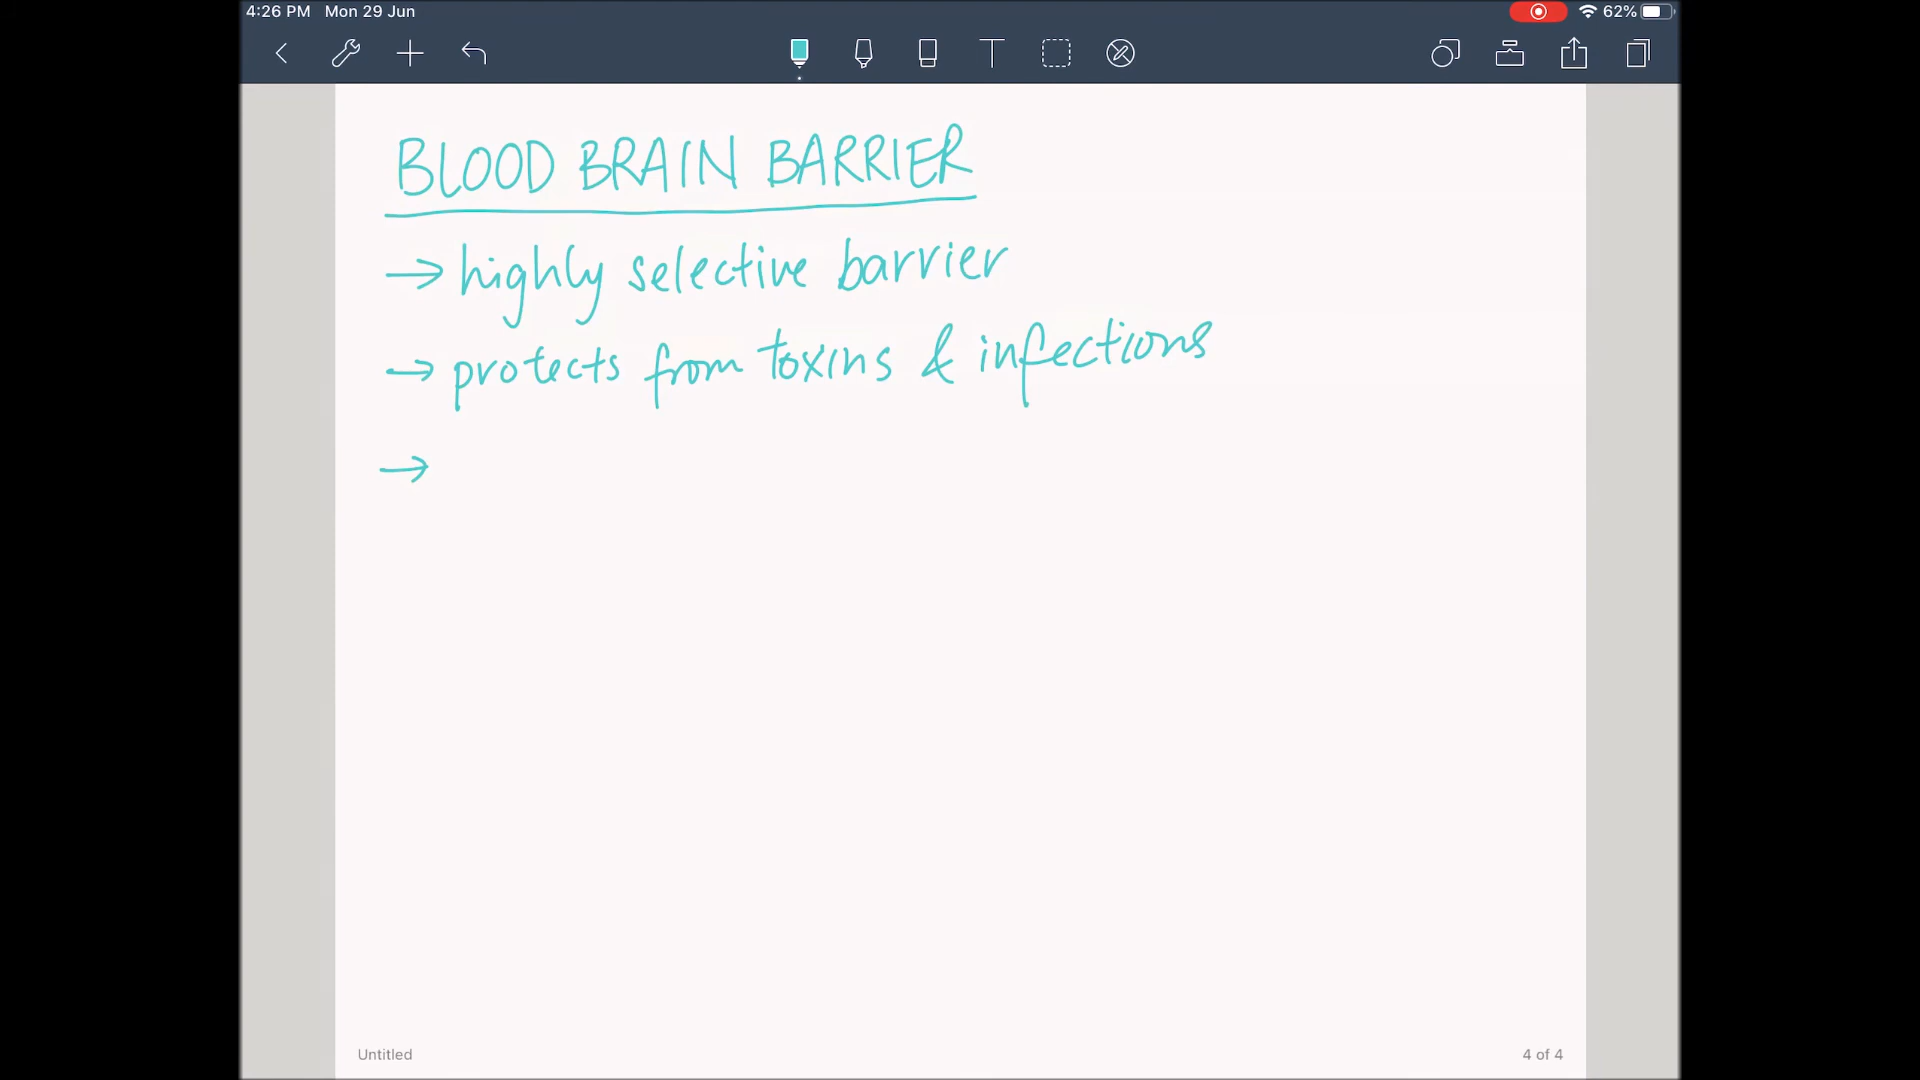 4:26 PM Mon 29 Jun 62%
BLOOD BRAIN BARRIER
→ highly selective barrier
→ protects from toxins & infections
→
Untitled 4 of 4